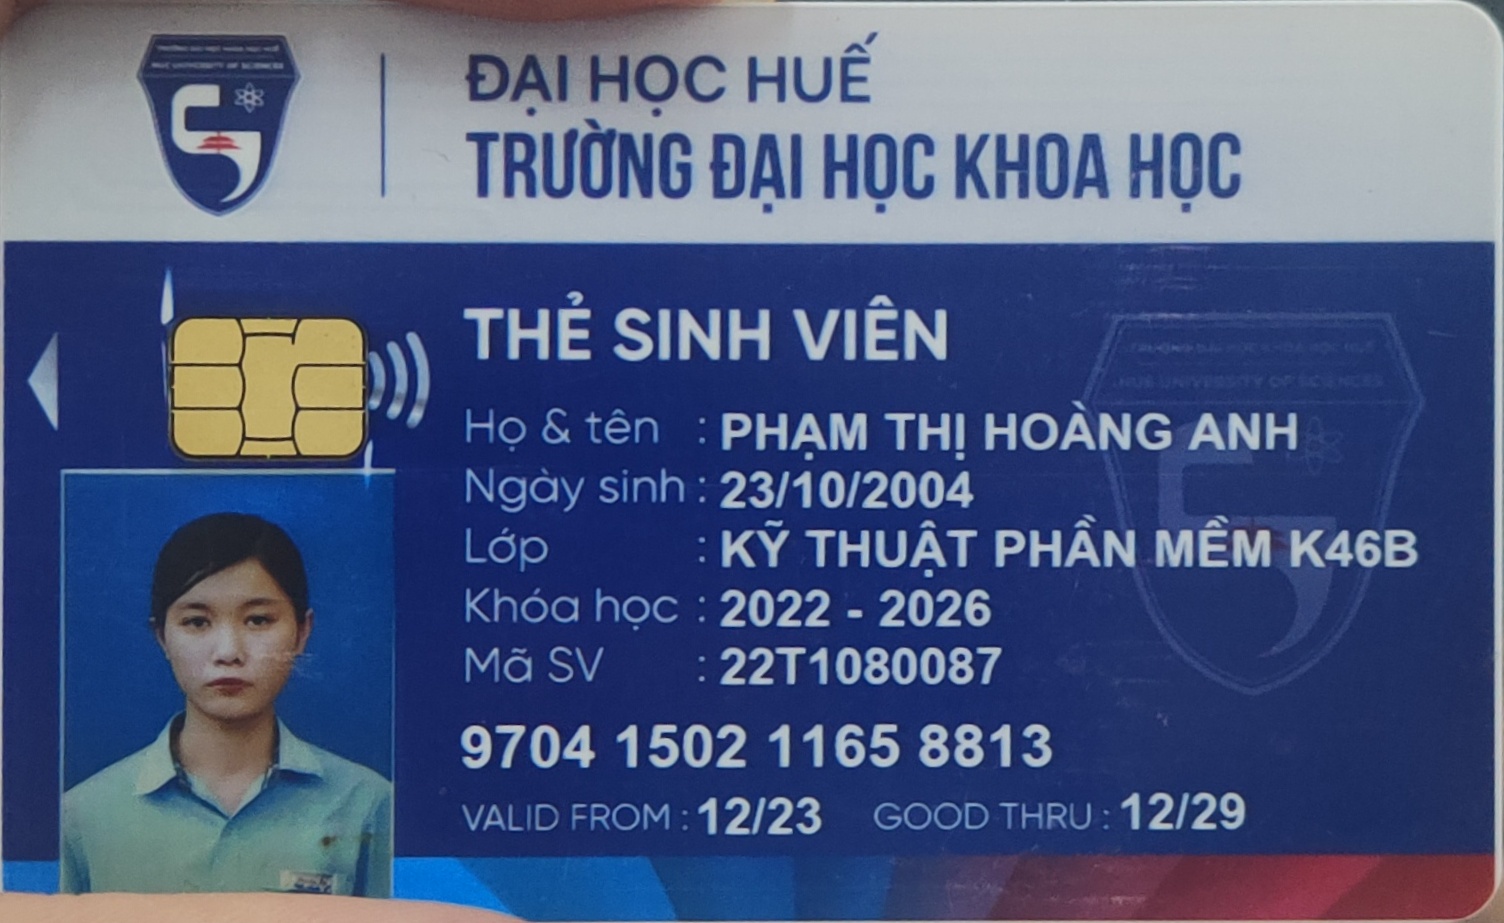 TRƯỜNG ĐẠI HỌC KHOA HỌC HUẾ
HUE UNIVERSITY OF SCIENCES
ĐẠI HỌC HUẾ
TRƯỜNG ĐẠI HỌC KHOA HỌC
THẺ SINH VIÊN
TRƯỜNG ĐẠI HỌC KHOA HỌC HUẾ
HUE UNIVERSITY OF SCIENCES
Họ & tên : PHẠM THỊ HOÀNG ANH
Ngày sinh : 23/10/2004
Lớp : KỸ THUẬT PHẦN MỀM K46B
Khóa học : 2022 - 2026
Mã SV : 22T1080087
9704 1502 1165 8813
VALID FROM : 12/23 GOOD THRU : 12/29